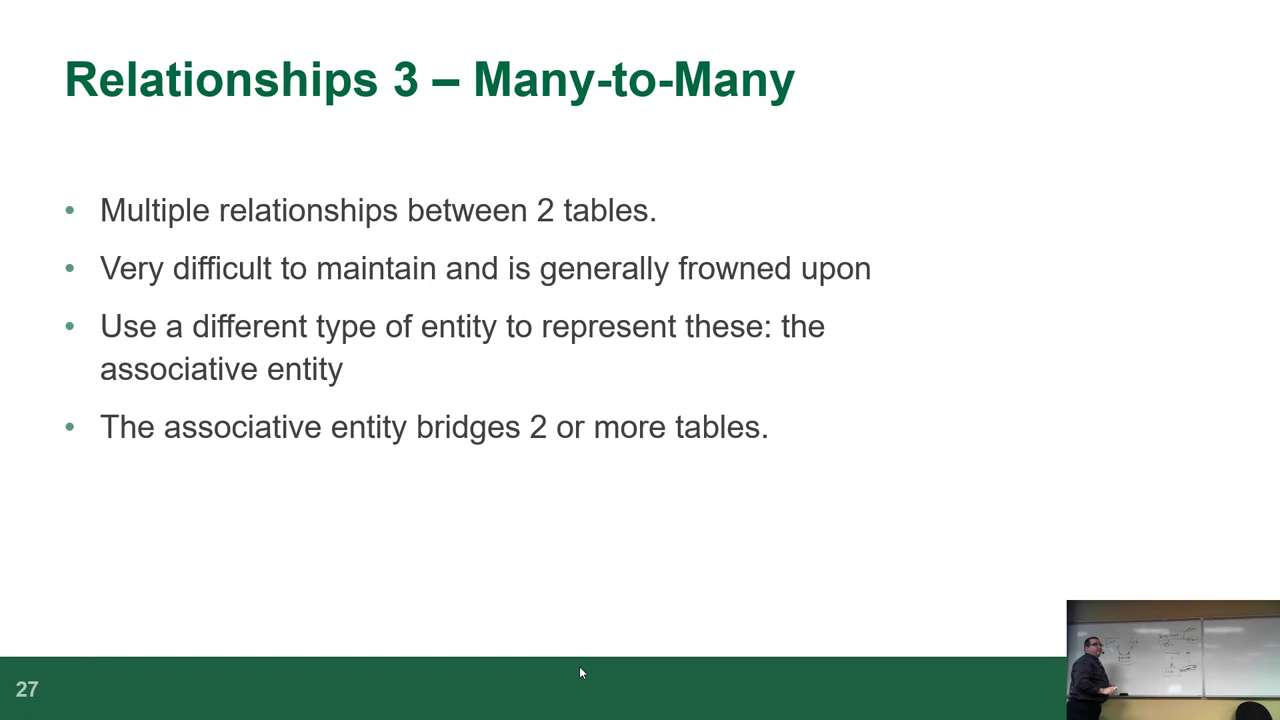 Relationships 3 – Many-to-Many
• Multiple relationships between 2 tables.
• Very difficult to maintain and is generally frowned upon
• Use a different type of entity to represent these: the
associative entity
• The associative entity bridges 2 or more tables.
27